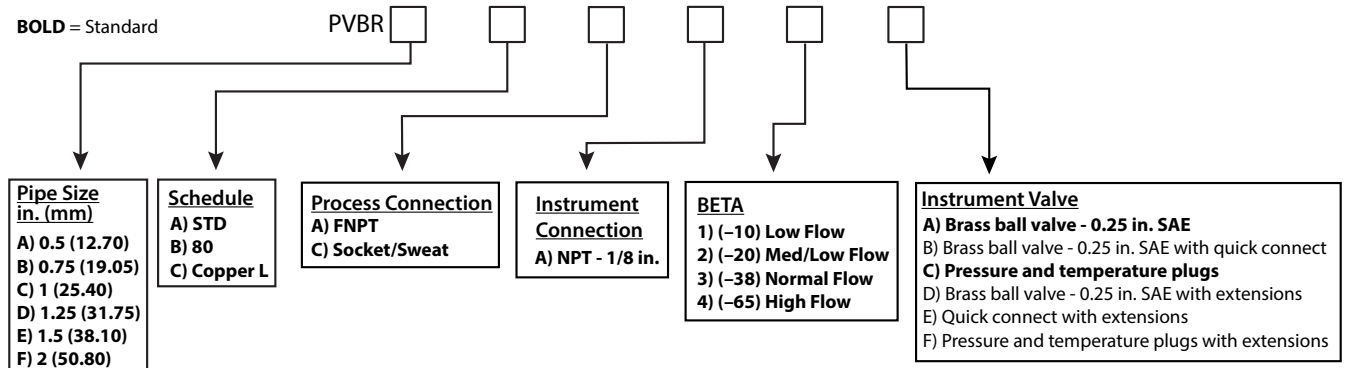 BOLD = Standard
PVBR
Pipe Size
in. (mm)
A) 0.5 (12.70)
B) 0.75 (19.05)
C) 1 (25.40)
D) 1.25 (31.75)
E) 1.5 (38.10)
F) 2 (50.80)
Schedule
A) STD
B) 80
C) Copper L
Process Connection
A) FNPT
C) Socket/Sweat
Instrument
Connection
A) NPT - 1/8 in.
BETA
1) (–10) Low Flow
2) (–20) Med/Low Flow
3) (–38) Normal Flow
4) (–65) High Flow
Instrument Valve
A) Brass ball valve - 0.25 in. SAE
B) Brass ball valve - 0.25 in. SAE with quick connect
C) Pressure and temperature plugs
D) Brass ball valve - 0.25 in. SAE with extensions
E) Quick connect with extensions
F) Pressure and temperature plugs with extensions